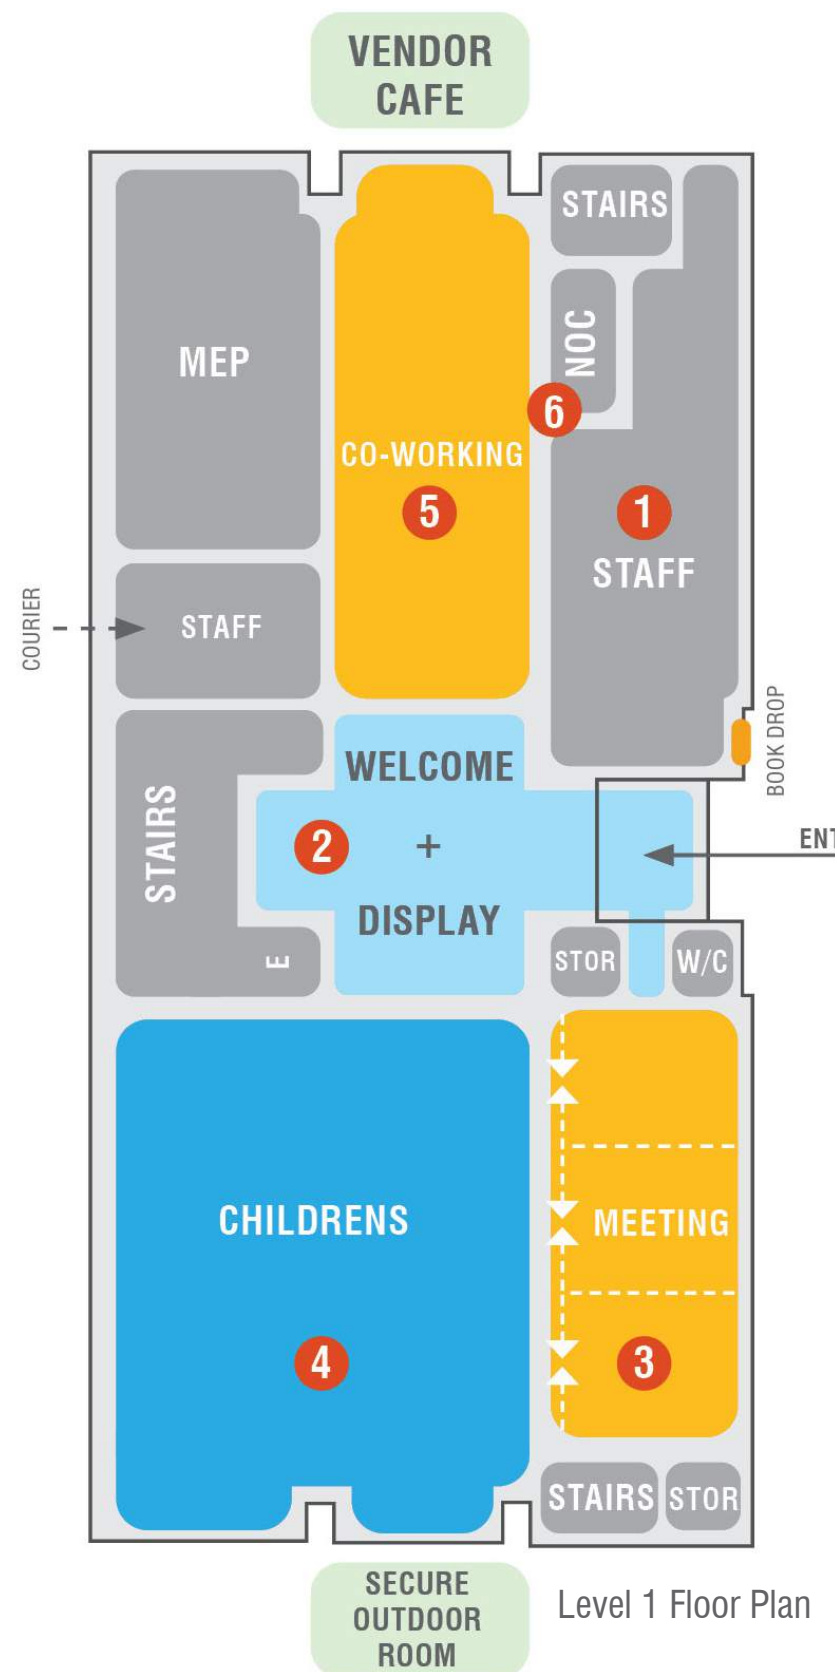 VENDOR
CAFE
STAIRS
MEP
NOC
6
CO-WORKING
5
1
STAFF
COURIER
STAFF
BOOK DROP
WELCOME
STAIRS
2
+
ENT
DISPLAY
E
STOR
W/C
CHILDRENS
MEETING
4
3
STAIRS
STOR
SECURE
OUTDOOR
ROOM
Level 1 Floor Plan